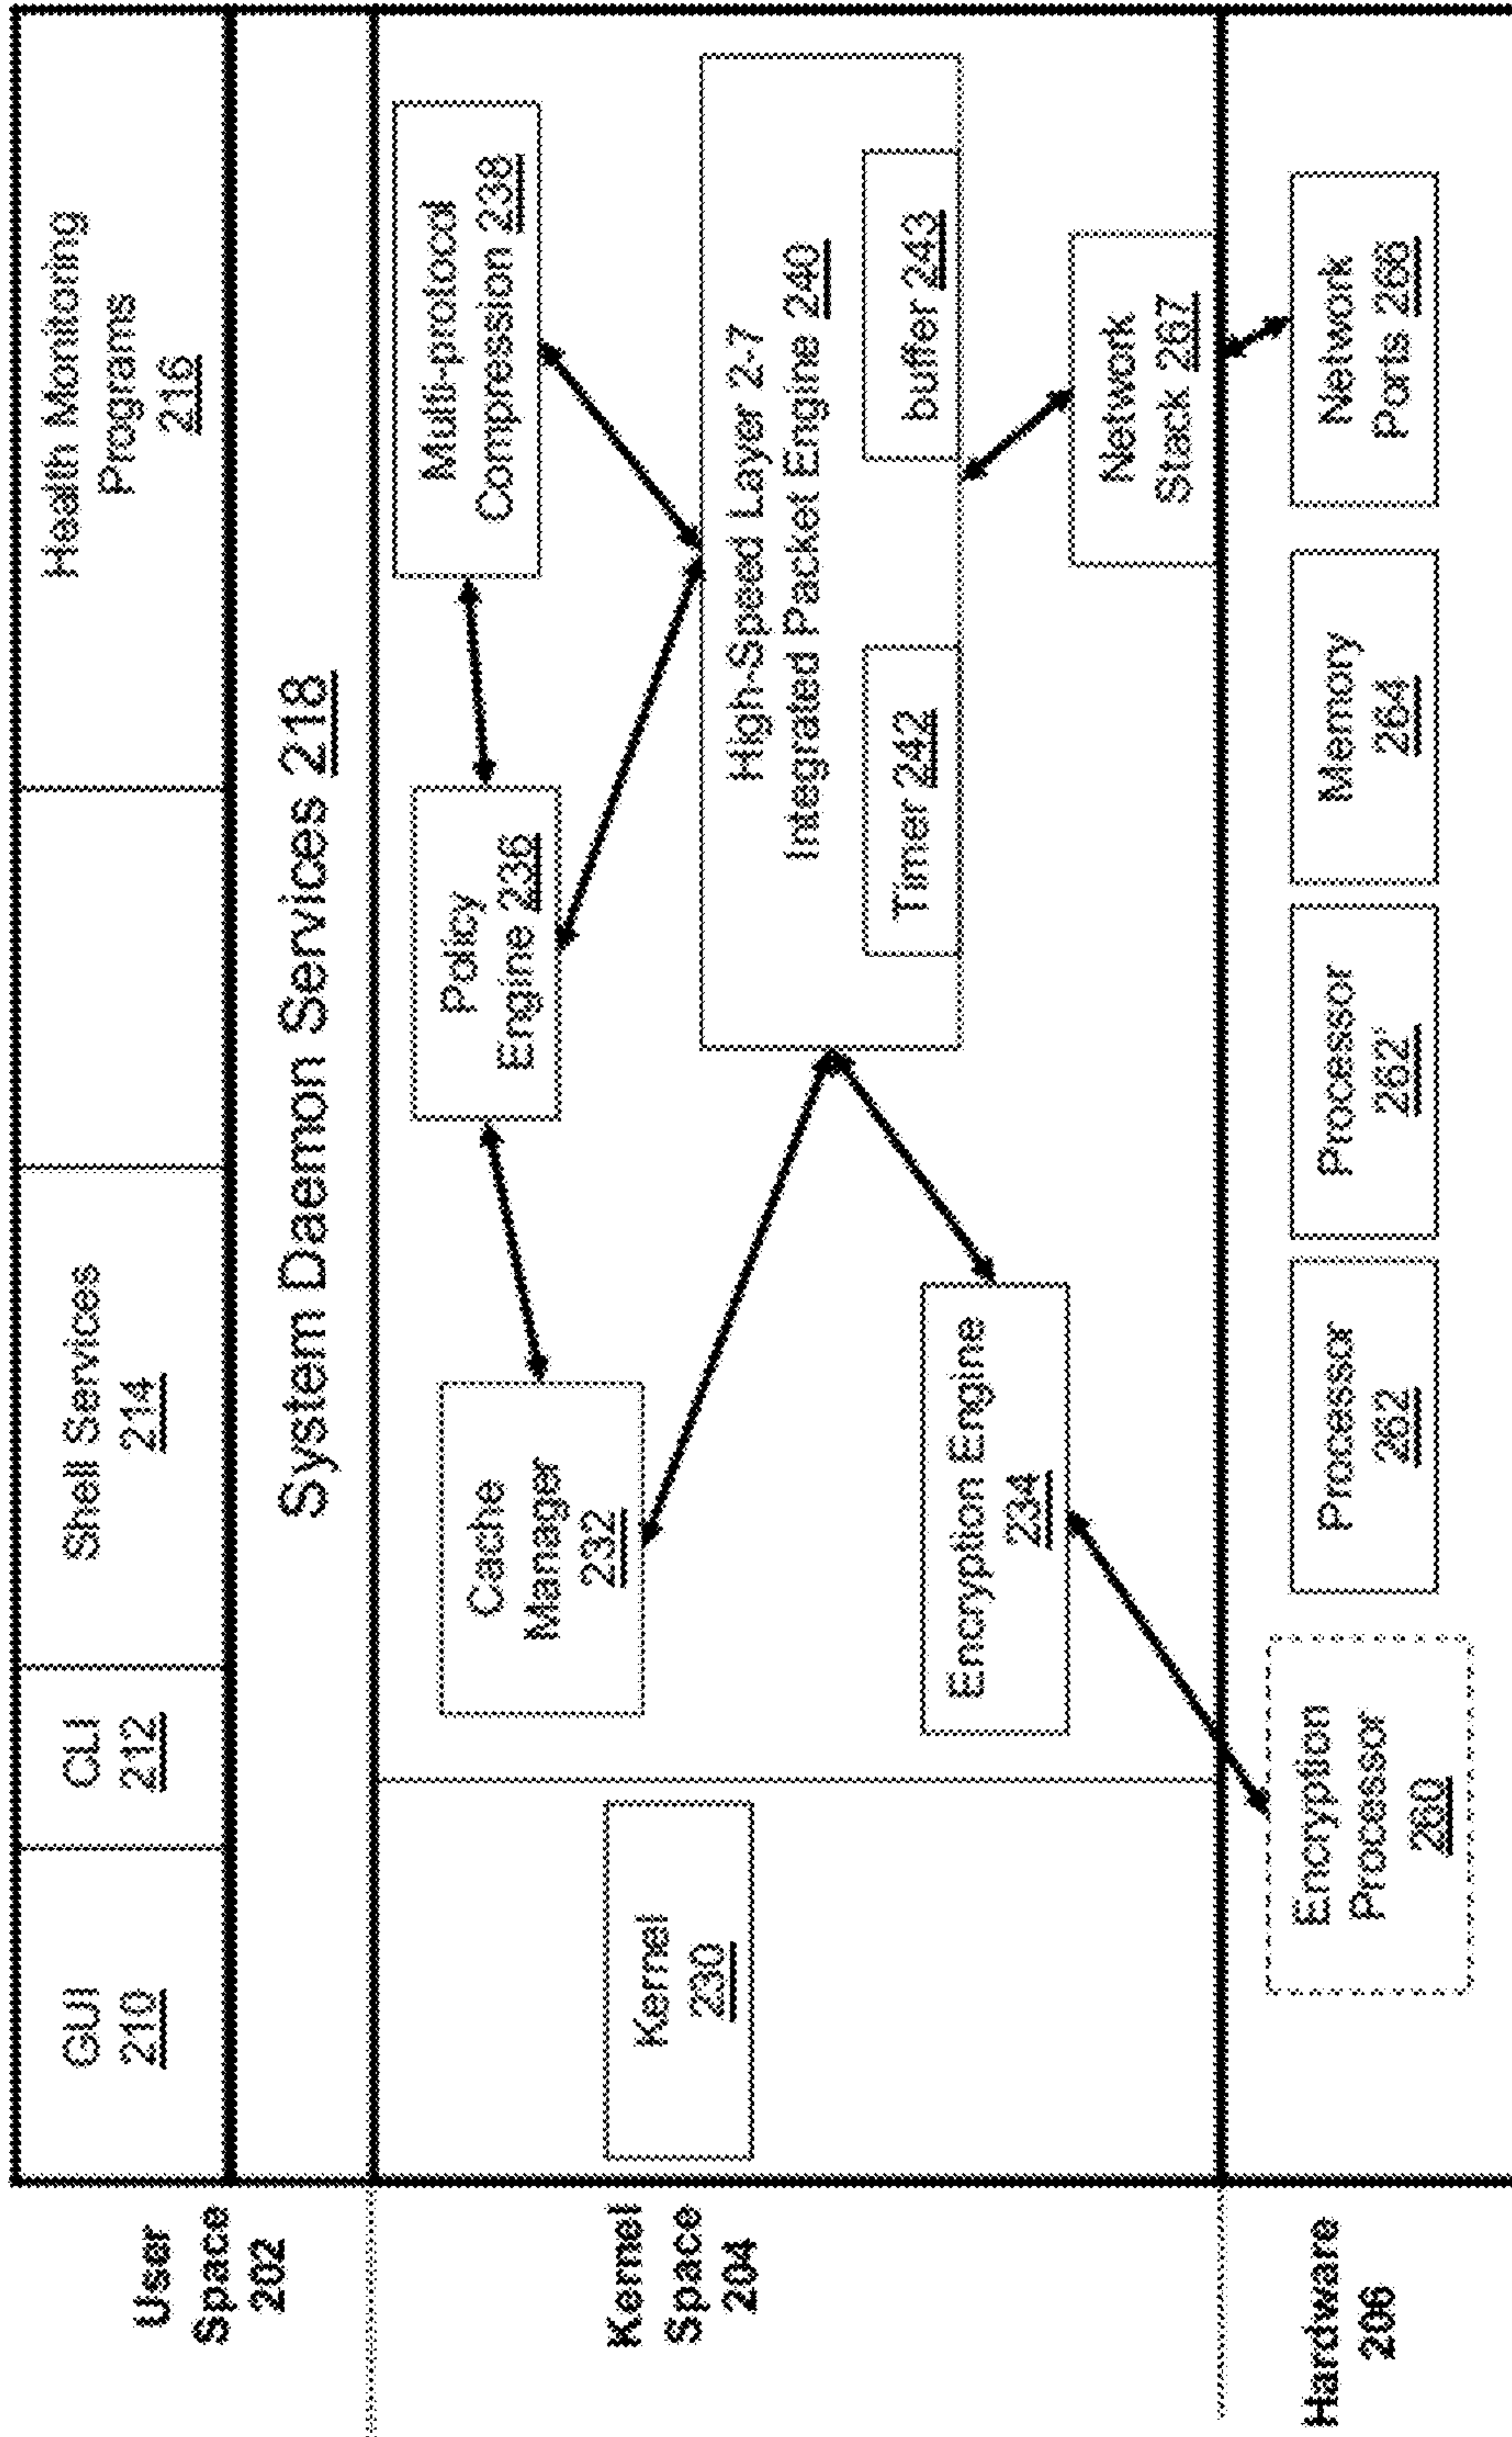 User
Space
202
GUI
210
CLI
212
Shell Services
214
Health Monitoring
Programs
216
System Daemon Services 218
Kernel
Space
204
Kernel
230
Cache
Manager
232
Policy
Engine 236
Multi-protocol
Compression 238
High-Speed Layer 2-7
Integrated Packet Engine 240
Timer 242
buffer 243
Encryption Engine
234
Network
Stack 267
Hardware
206
Encryption
Processor
260
Processor
262
Processor
262'
Memory
264
Network
Ports 266